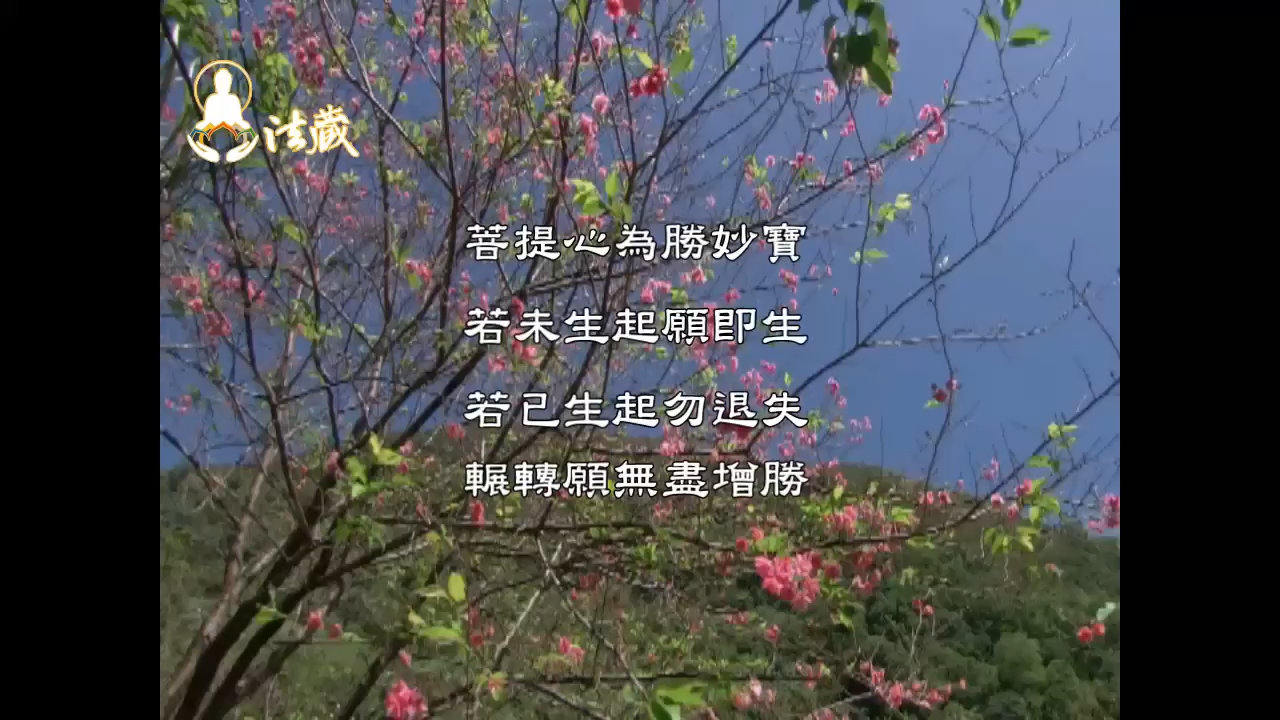 法藏
菩提心為勝妙寶
若未生起願即生
若已生起勿退失
輾轉願無盡增勝